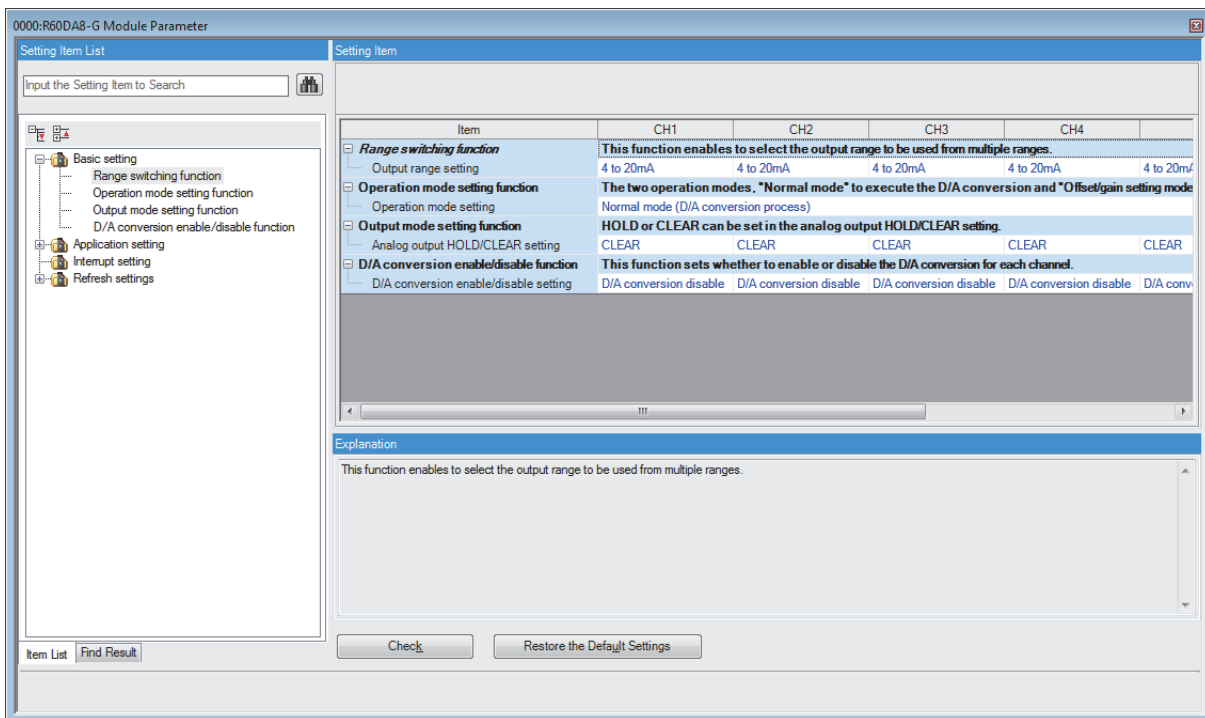 0000:R60DA8-G Module Parameter
Setting Item List
Input the Setting Item to Search
Basic setting
Range switching function
Operation mode setting function
Output mode setting function
D/A conversion enable/disable function
Application setting
Interrupt setting
Refresh settings
Item List Find Result
Setting Item
Item CH1 CH2 CH3 CH4
Range switching function This function enables to select the output range to be used from multiple ranges.
Output range setting 4 to 20mA 4 to 20mA 4 to 20mA 4 to 20mA 4 to 20mA
Operation mode setting function The two operation modes, "Normal mode" to execute the D/A conversion and "Offset/gain setting mode
Operation mode setting Normal mode (D/A conversion process)
Output mode setting function HOLD or CLEAR can be set in the analog output HOLD/CLEAR setting.
Analog output HOLD/CLEAR setting CLEAR CLEAR CLEAR CLEAR CLEAR
D/A conversion enable/disable function This function sets whether to enable or disable the D/A conversion for each channel.
D/A conversion enable/disable setting D/A conversion disable D/A conversion disable D/A conversion disable D/A conversion disable D/A conv
Explanation
This function enables to select the output range to be used from multiple ranges.
Check Restore the Default Settings